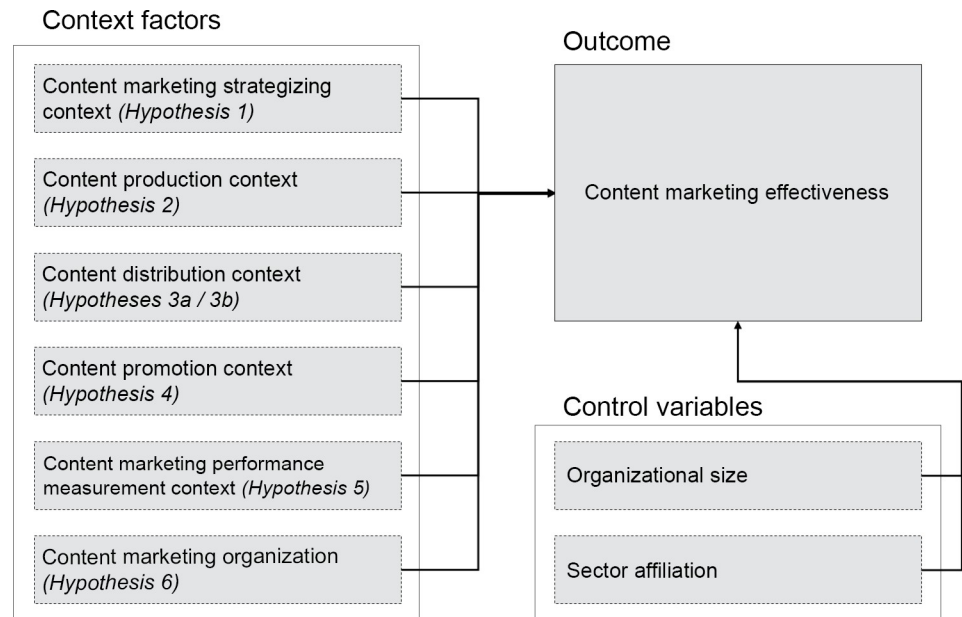 Context factors
Content marketing strategizing
context (Hypothesis 1)
Content production context
(Hypothesis 2)
Content distribution context
(Hypotheses 3a / 3b)
Content promotion context
(Hypothesis 4)
Content marketing performance
measurement context (Hypothesis 5)
Content marketing organization
(Hypothesis 6)
Outcome
Content marketing effectiveness
Control variables
Organizational size
Sector affiliation